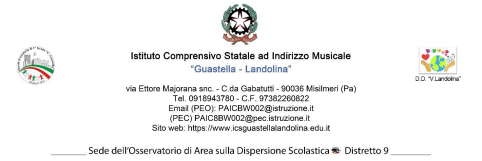 Istituto Comprensivo Statale ad Indirizzo Musicale
"Guastella - Landolina"
D.D. "V.Landolina"
via Ettore Majorana snc. - C.da Gabatutti - 90036 Misilmeri (Pa)
Tel. 0918943780 - C.F. 97382260822
Email (PEO): PAIC8BW002@istruzione.it
(PEC) PAIC8BW002@pec.istruzione.it
Sito web: https://www.icsguastellalandolina.edu.it
Sede dell'Osservatorio di Area sulla Dispersione Scolastica Distretto 9